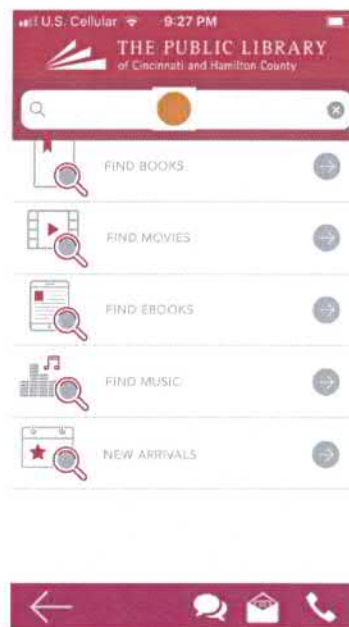 U.S. Cellular 9:27 PM
THE PUBLIC LIBRARY
of Cincinnati and Hamilton County
FIND BOOKS
FIND MOVIES
FIND EBOOKS
FIND MUSIC
NEW ARRIVALS